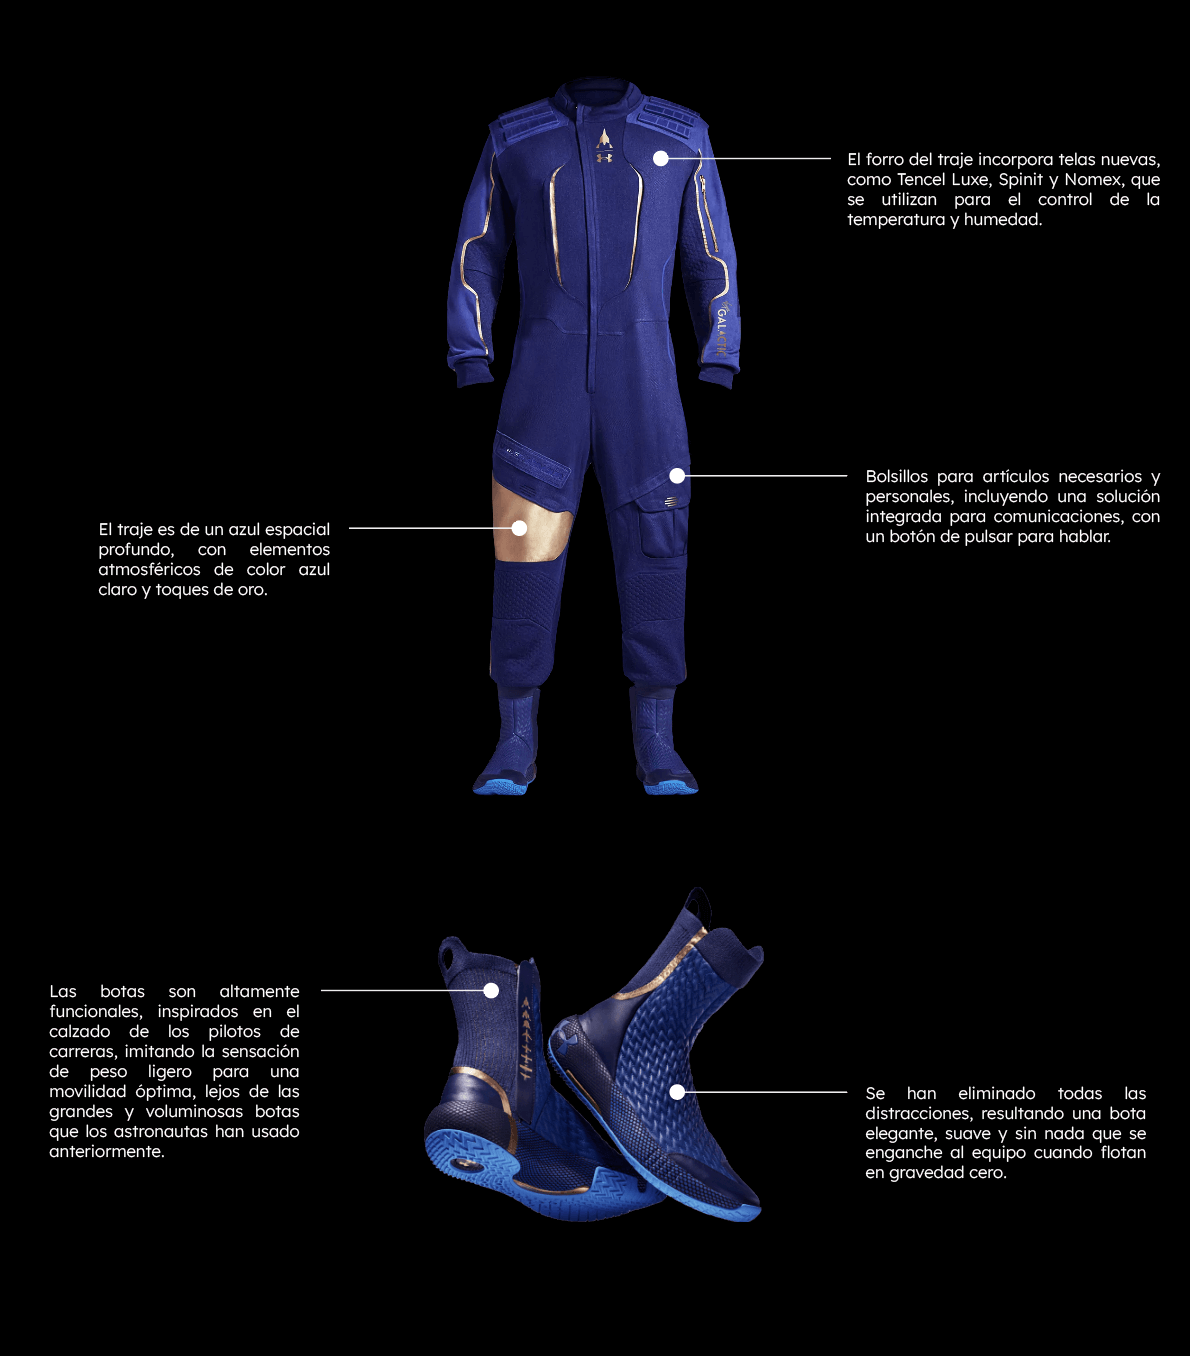 El forro del traje incorpora telas nuevas,
como Tencel Luxe, Spinit y Nomex, que
se utilizan para el control de la
temperatura y humedad.
GALACTIC
Bolsillos para artículos necesarios y
personales, incluyendo una solución
integrada para comunicaciones, con
un botón de pulsar para hablar.
El traje es de un azul espacial
profundo, con elementos
atmosféricos de color azul
claro y toques de oro.
Las botas son altamente
funcionales, inspirados en el
calzado de los pilotos de
carreras, imitando la sensación
de peso ligero para una
movilidad óptima, lejos de las
grandes y voluminosas botas
que los astronautas han usado
anteriormente.
Se han eliminado todas las
distracciones, resultando una bota
elegante, suave y sin nada que se
enganche al equipo cuando flotan
en gravedad cero.